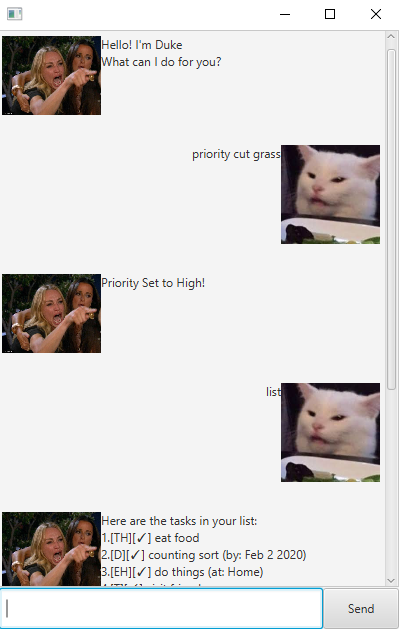 Hello! I'm Duke
What can I do for you?
priority cut grass
Priority Set to High!
list
Here are the tasks in your list:
1.[TH][✓] eat food
2.[D][✓] counting sort (by: Feb 2 2020)
3.[EH][✓] do things (at: Home)
Send